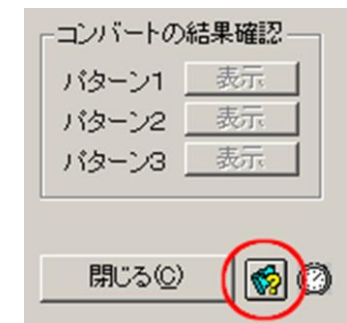 コンバートの結果確認
パターン1 表示
パターン2 表示
パターン3 表示
閉じる(C)